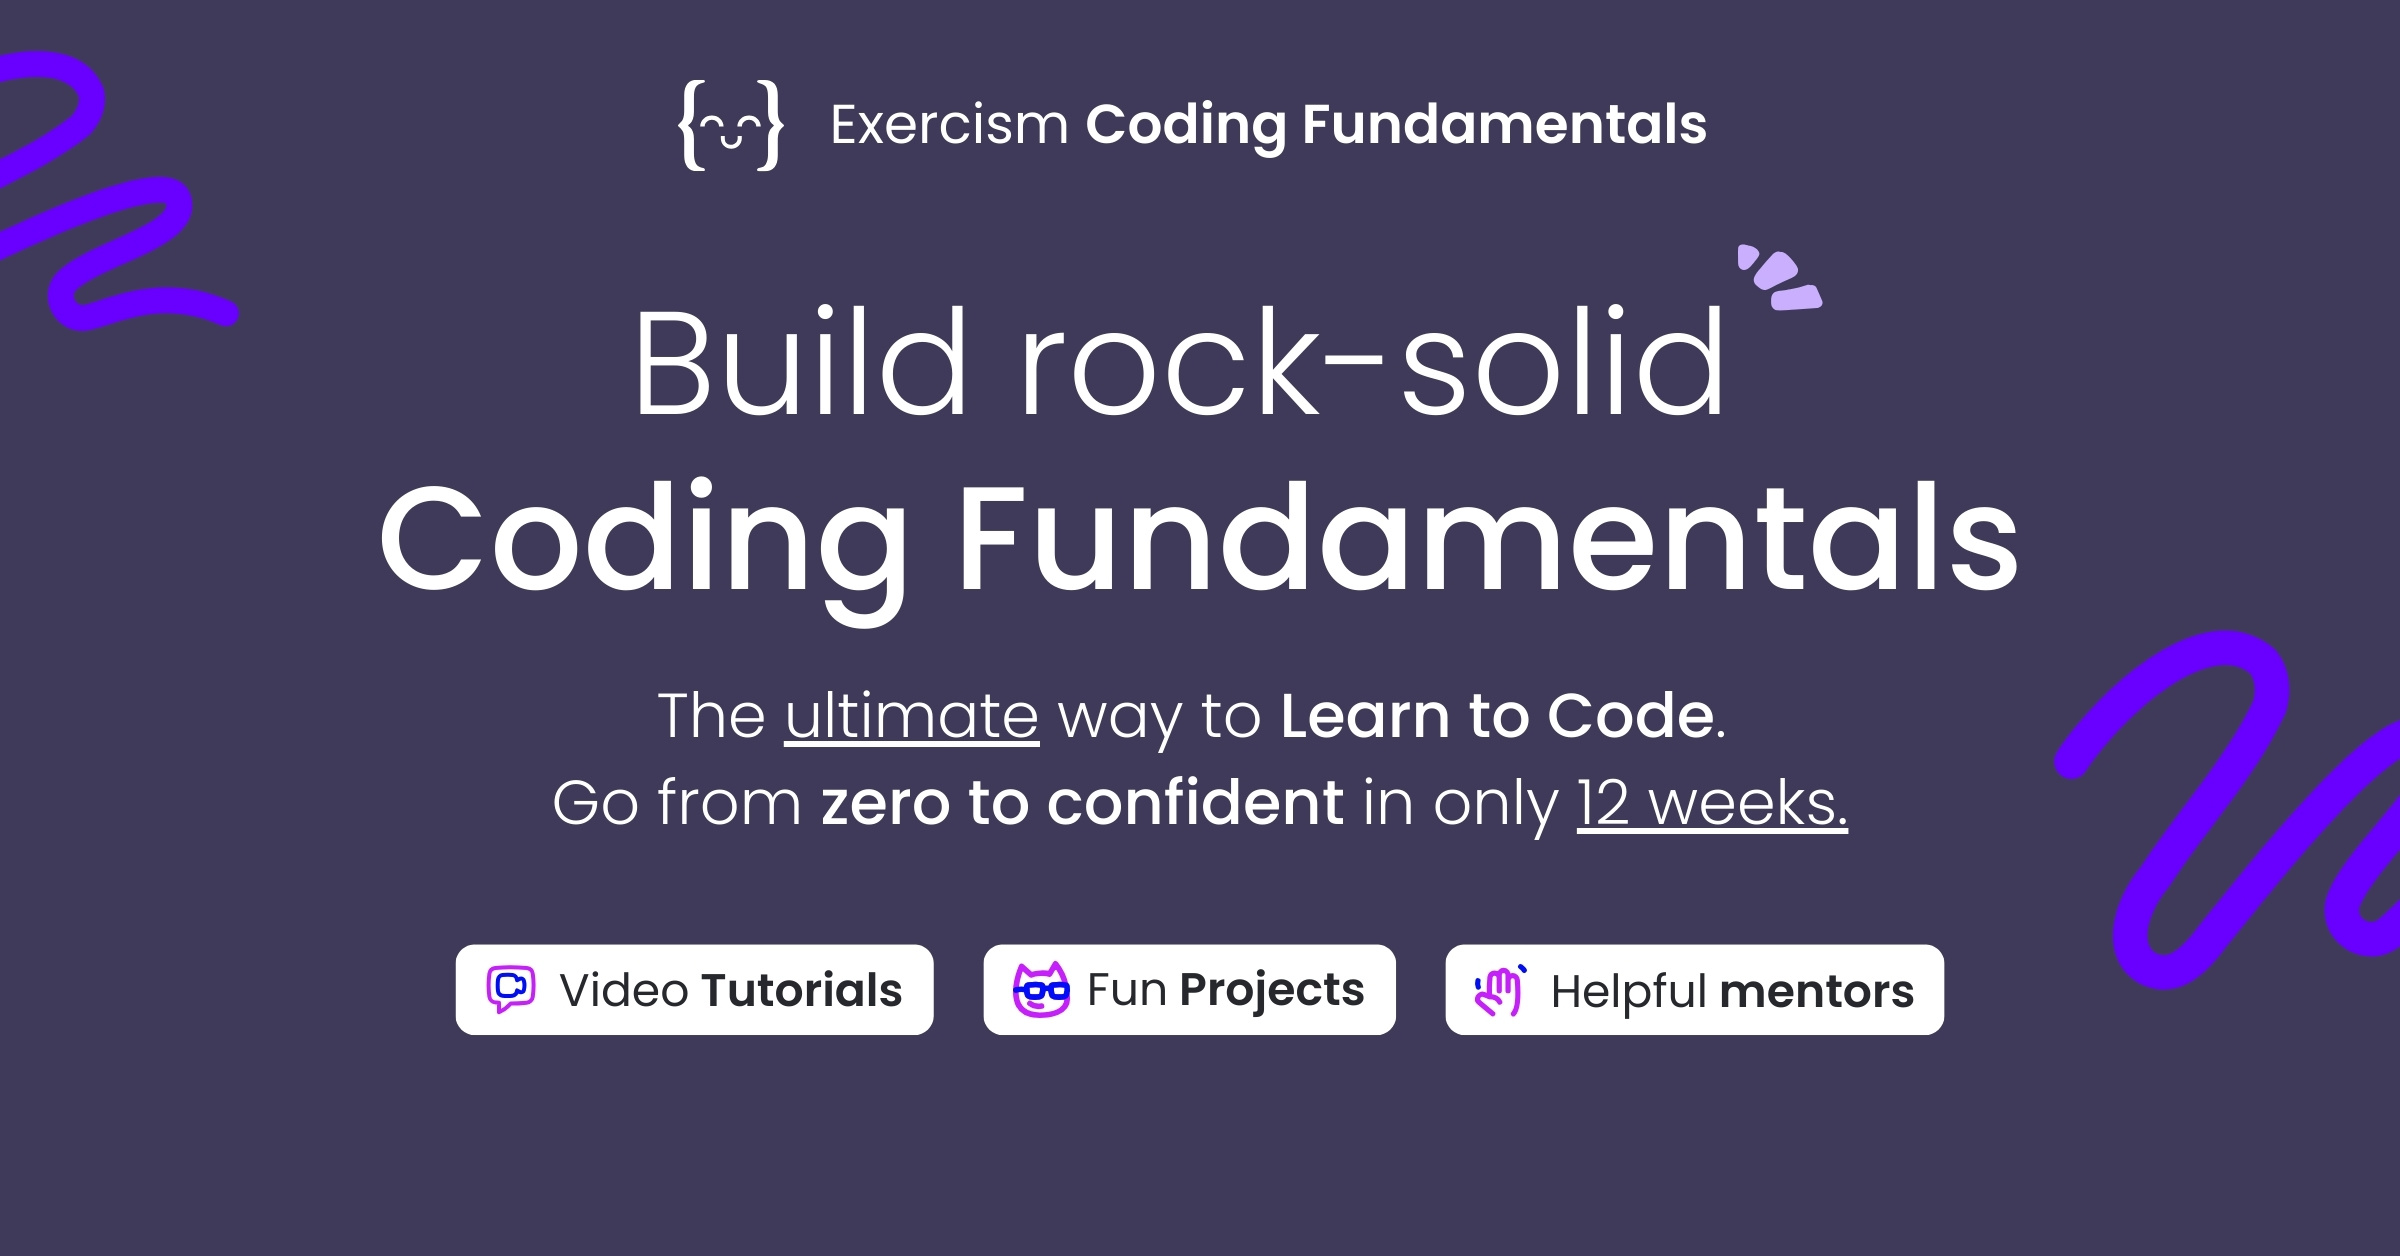 Exercism Coding Fundamentals
Build rock-solid
Coding Fundamentals
The ultimate way to Learn to Code.
Go from zero to confident in only 12 weeks.
Video Tutorials
Fun Projects
Helpful mentors